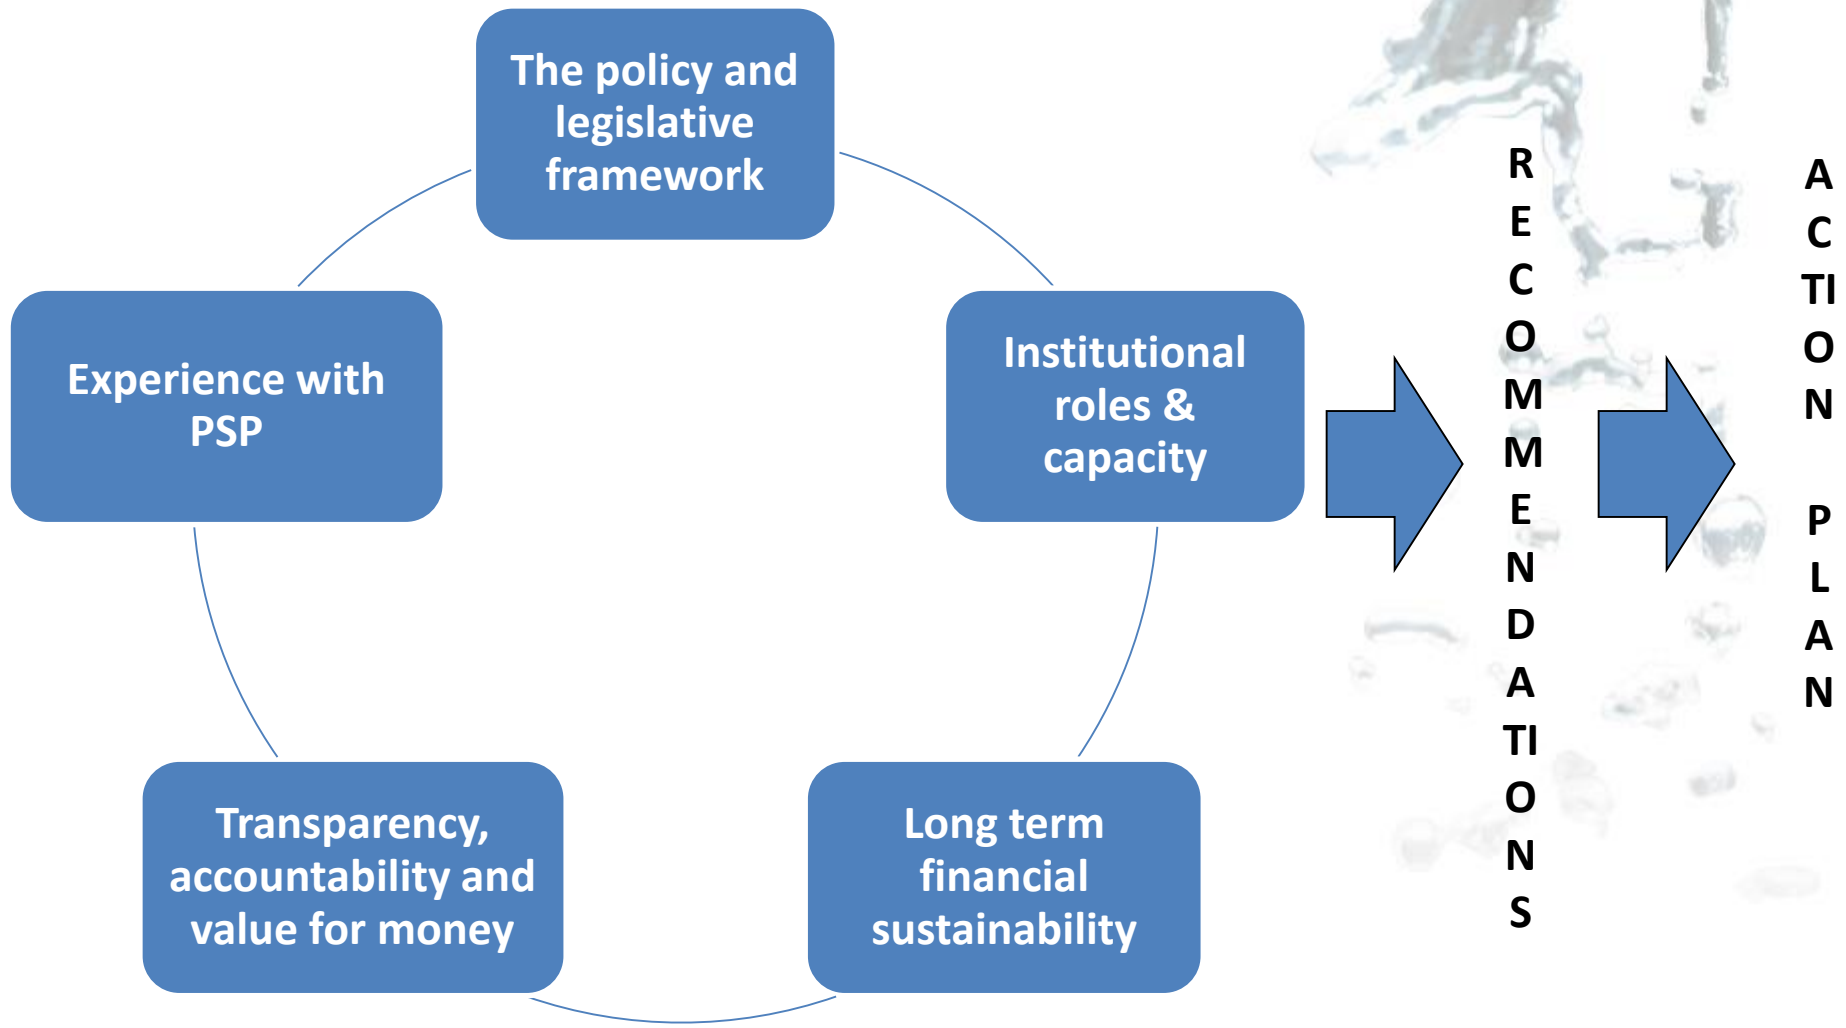 The policy and
legislative
framework
Experience with
PSP
Institutional
roles &
capacity
Transparency,
accountability and
value for money
Long term
financial
sustainability
R
E
C
O
M
M
E
N
D
A
TI
O
N
S
A
C
TI
O
N
P
L
A
N